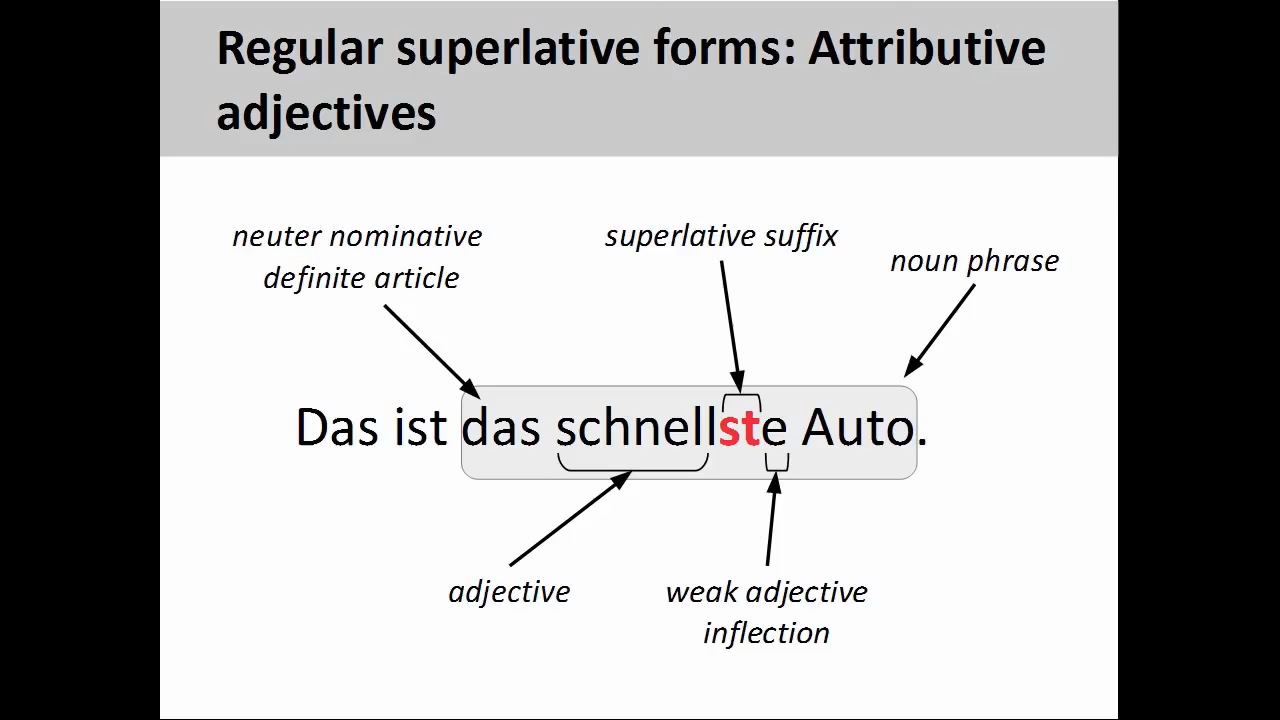 Regular superlative forms: Attributive
adjectives
neuter nominative
definite article
superlative suffix
noun phrase
Das ist das schnellste Auto.
adjective
weak adjective
inflection